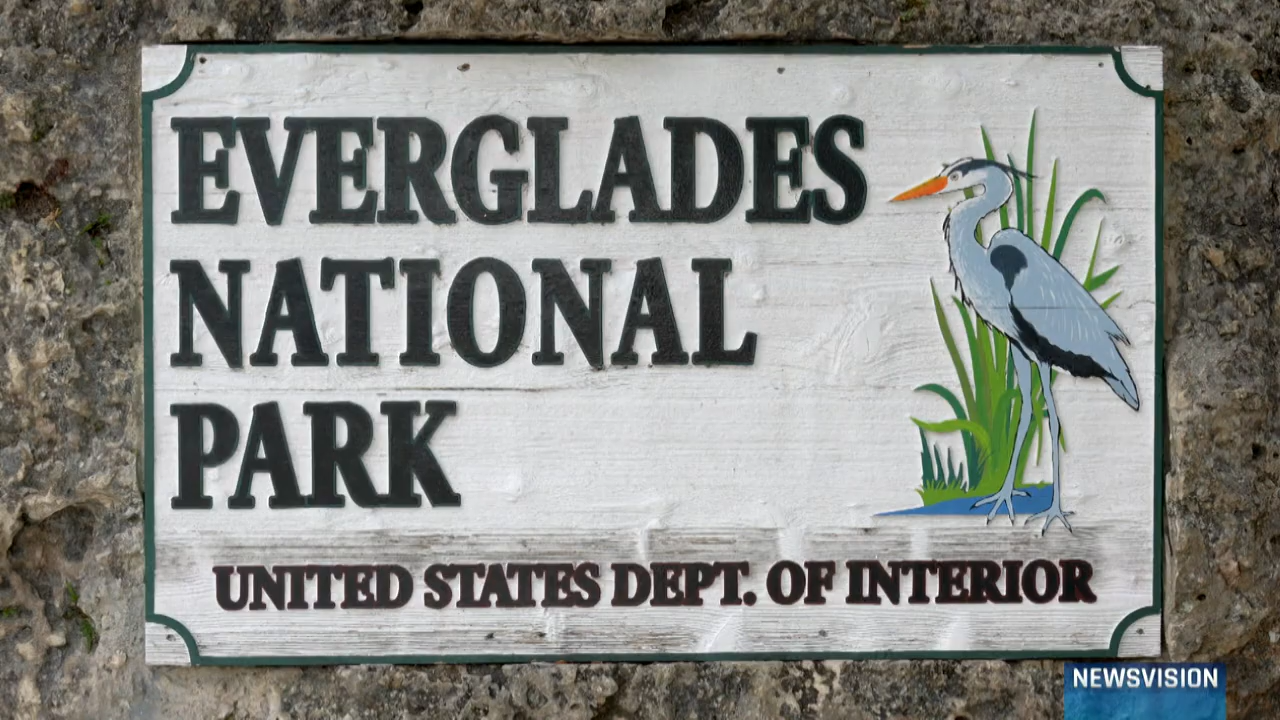 EVERGLADES
NATIONAL
PARK
UNITED STATES DEPT. OF INTERIOR
NEWSVISION